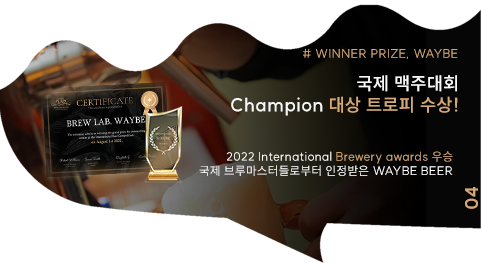 # WINNER PRIZE, WAYBE
국제 맥주대회
Champion 대상 트로피 수상!
2022 International Brewery awards 우승
국제 브루마스터들로부터 인정받은 WAYBE BEER
04
CERTIFICATE
BREW LAB. WAYBE